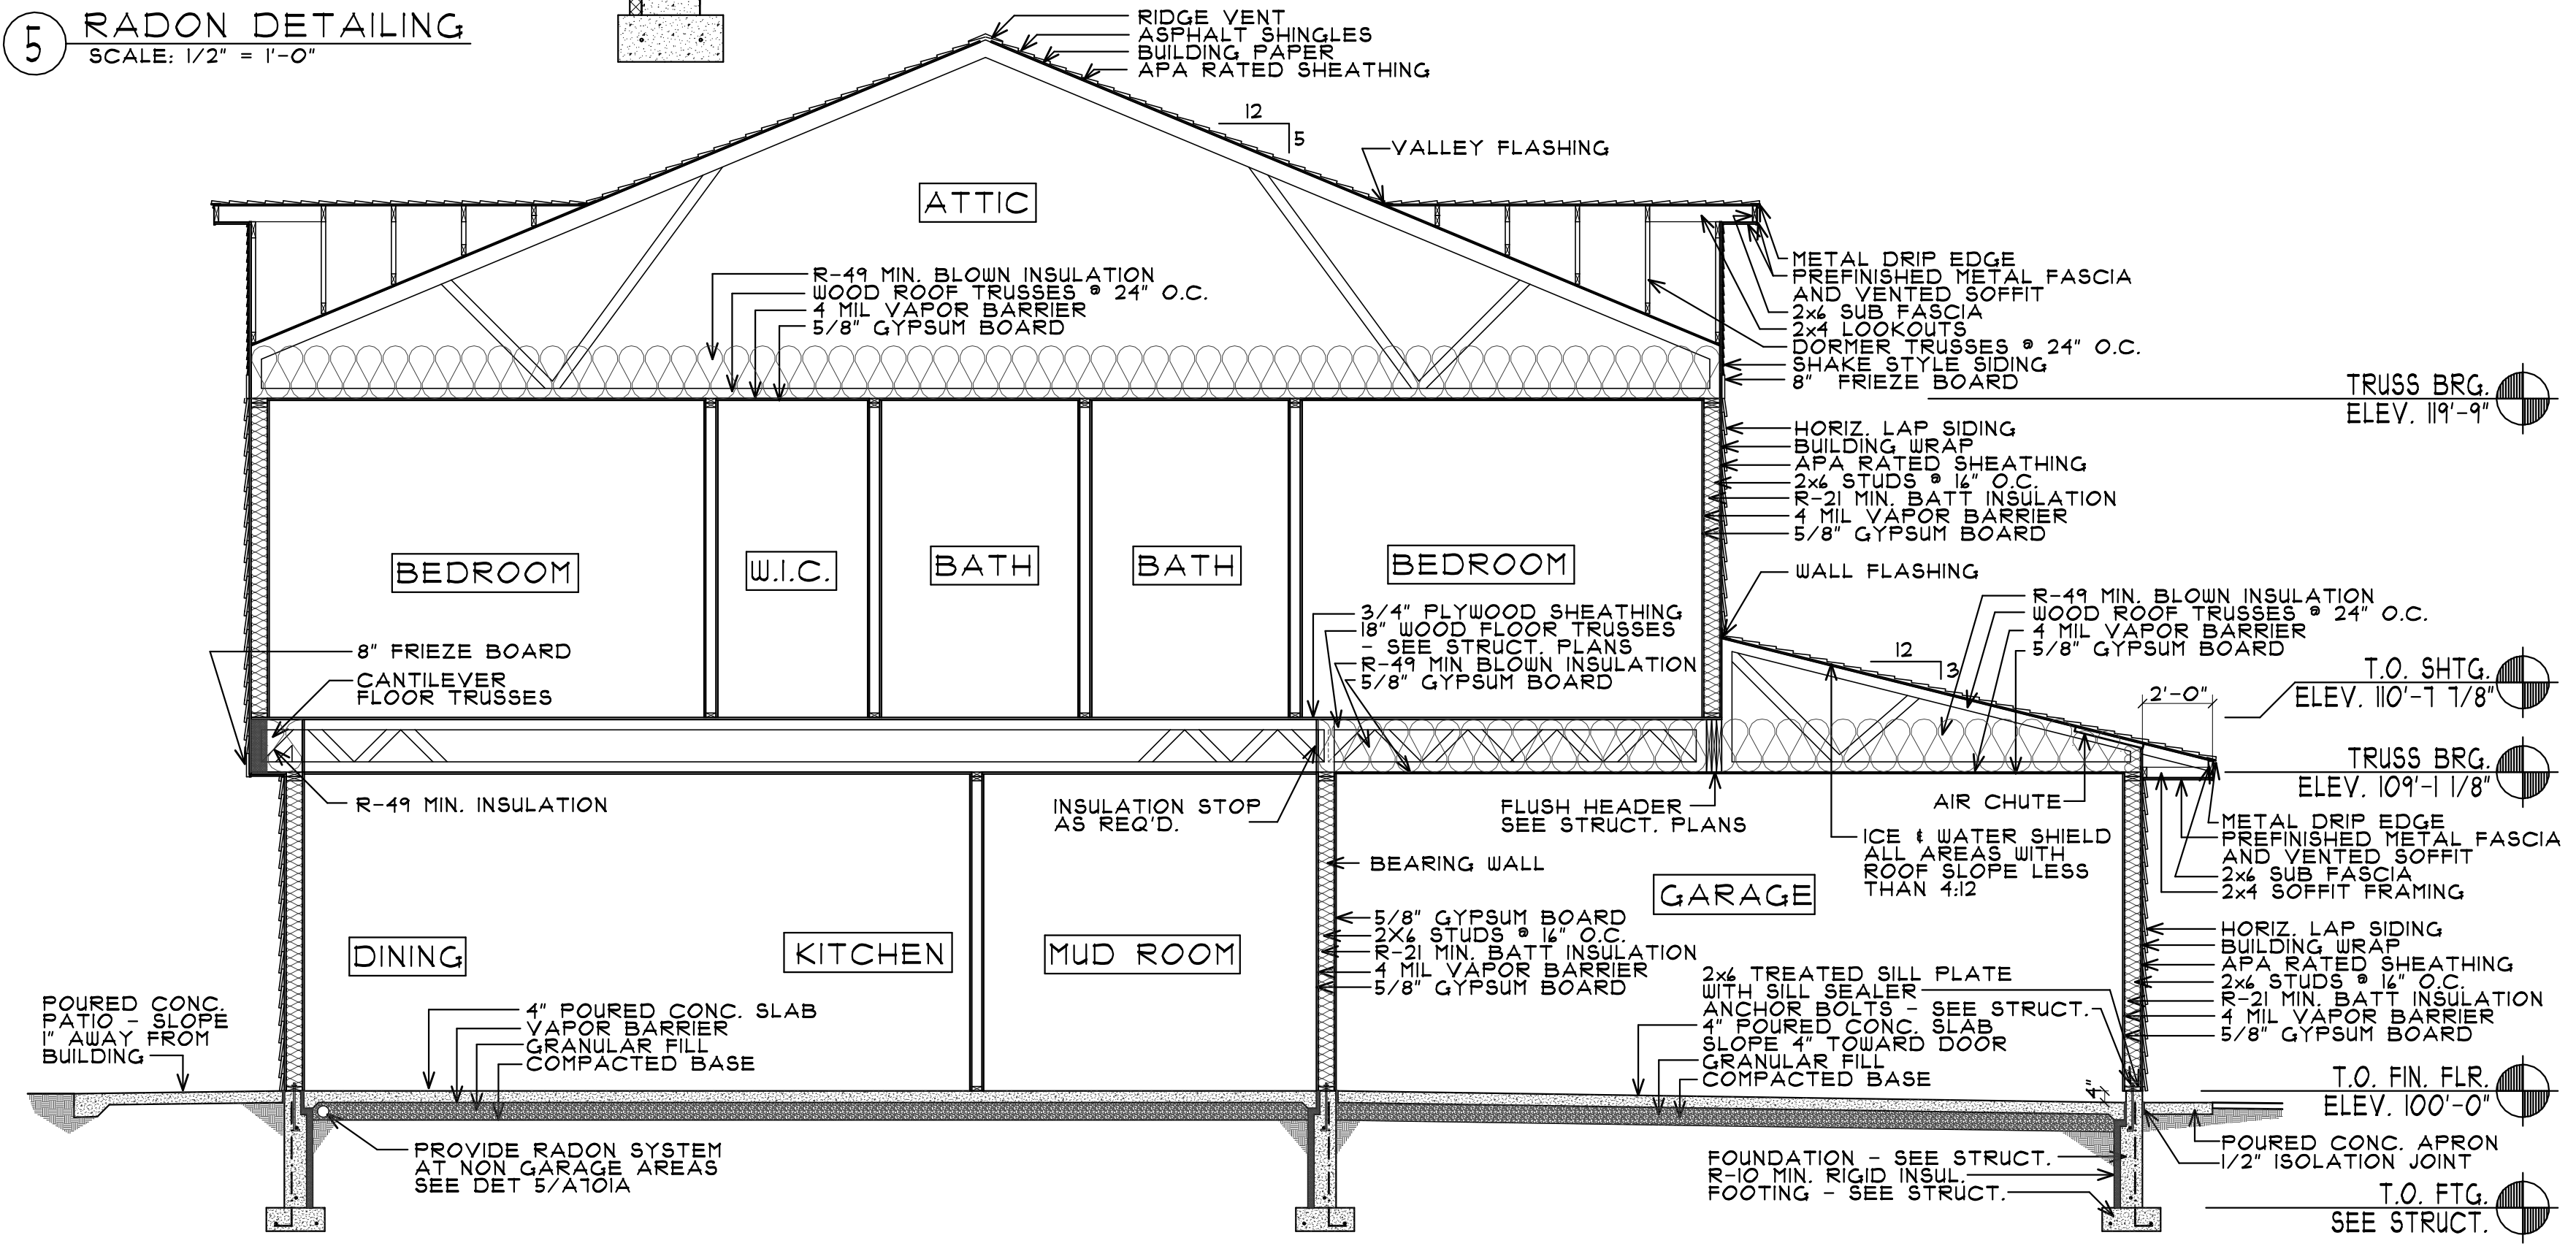 5
RADON DETAILING
SCALE: 1/2" = 1'-0"
RIDGE VENT
ASPHALT SHINGLES
BUILDING PAPER
APA RATED SHEATHING
12
5
VALLEY FLASHING
ATTIC
R-49 MIN. BLOWN INSULATION
WOOD ROOF TRUSSES @ 24" O.C.
4 MIL VAPOR BARRIER
5/8" GYPSUM BOARD
METAL DRIP EDGE
PREFINISHED METAL FASCIA
AND VENTED SOFFIT
2x6 SUB FASCIA
2x4 LOOKOUTS
DORMER TRUSSES @ 24" O.C.
SHAKE STYLE SIDING
8" FRIEZE BOARD
TRUSS BRG.
ELEV. 119'-9"
HORIZ. LAP SIDING
BUILDING WRAP
APA RATED SHEATHING
2x6 STUDS @ 16" O.C.
R-21 MIN. BATT INSULATION
4 MIL VAPOR BARRIER
5/8" GYPSUM BOARD
BEDROOM
W.I.C.
BATH
BATH
BEDROOM
WALL FLASHING
3/4" PLYWOOD SHEATHING
18" WOOD FLOOR TRUSSES
- SEE STRUCT. PLANS
R-49 MIN BLOWN INSULATION
5/8" GYPSUM BOARD
R-49 MIN. BLOWN INSULATION
WOOD ROOF TRUSSES @ 24" O.C.
4 MIL VAPOR BARRIER
5/8" GYPSUM BOARD
12
3
8" FRIEZE BOARD
CANTILEVER
FLOOR TRUSSES
T.O. SHTG.
ELEV. 110'-7 7/8"
2'-0"
TRUSS BRG.
ELEV. 109'-1 1/8"
R-49 MIN. INSULATION
INSULATION STOP
AS REQ'D.
FLUSH HEADER
SEE STRUCT. PLANS
AIR CHUTE
ICE & WATER SHIELD
ALL AREAS WITH
ROOF SLOPE LESS
THAN 4:12
METAL DRIP EDGE
PREFINISHED METAL FASCIA
AND VENTED SOFFIT
2x6 SUB FASCIA
2x4 SOFFIT FRAMING
BEARING WALL
GARAGE
DINING
KITCHEN
MUD ROOM
5/8" GYPSUM BOARD
2X6 STUDS @ 16" O.C.
R-21 MIN. BATT INSULATION
4 MIL VAPOR BARRIER
5/8" GYPSUM BOARD
HORIZ. LAP SIDING
BUILDING WRAP
APA RATED SHEATHING
2x6 STUDS @ 16" O.C.
R-21 MIN. BATT INSULATION
4 MIL VAPOR BARRIER
5/8" GYPSUM BOARD
2x6 TREATED SILL PLATE
WITH SILL SEALER
ANCHOR BOLTS - SEE STRUCT.
4" POURED CONC. SLAB
SLOPE 4" TOWARD DOOR
GRANULAR FILL
COMPACTED BASE
POURED CONC.
PATIO - SLOPE
1" AWAY FROM
BUILDING
4" POURED CONC. SLAB
VAPOR BARRIER
GRANULAR FILL
COMPACTED BASE
4"
T.O. FIN. FLR.
ELEV. 100'-0"
PROVIDE RADON SYSTEM
AT NON GARAGE AREAS
SEE DET 5/A701A
FOUNDATION - SEE STRUCT.
R-10 MIN. RIGID INSUL.
FOOTING - SEE STRUCT.
POURED CONC. APRON
1/2" ISOLATION JOINT
T.O. FTG.
SEE STRUCT.